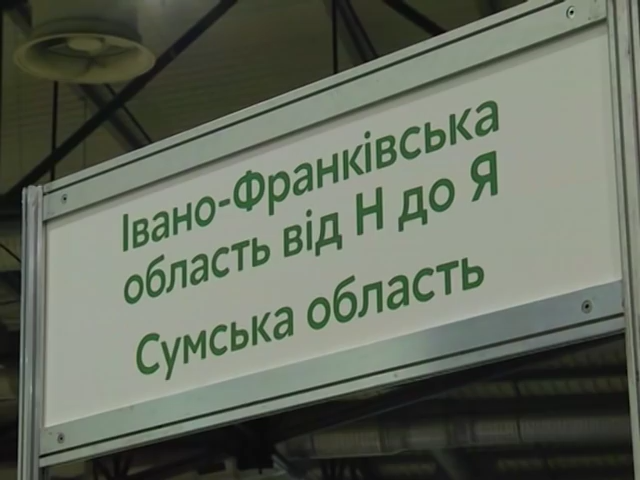 Івано-Франківська
область від Н до Я
Сумська область